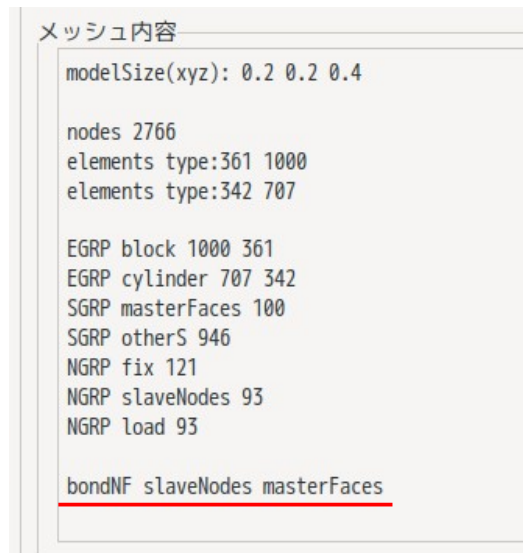 メッシュ内容
modelSize(xyz): 0.2 0.2 0.4
nodes 2766
elements type:361 1000
elements type:342 707
EGRP block 1000 361
EGRP cylinder 707 342
SGRP masterFaces 100
SGRP otherS 946
NGRP fix 121
NGRP slaveNodes 93
NGRP load 93
bondNF slaveNodes masterFaces